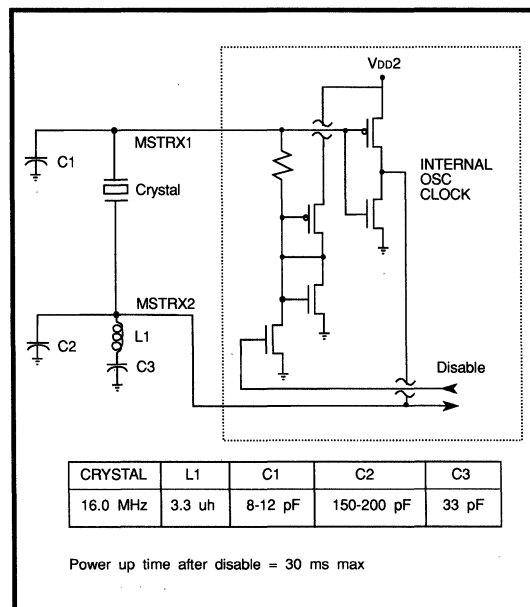 VDD2
MSTRX1
C1
INTERNAL
OSC
CLOCK
Crystal
MSTRX2
L1
C2
C3
Disable
CRYSTAL L1 C1 C2 C3
16.0 MHz 3.3 uh 8-12 pF 150-200 pF 33 pF
Power up time after disable = 30 ms max